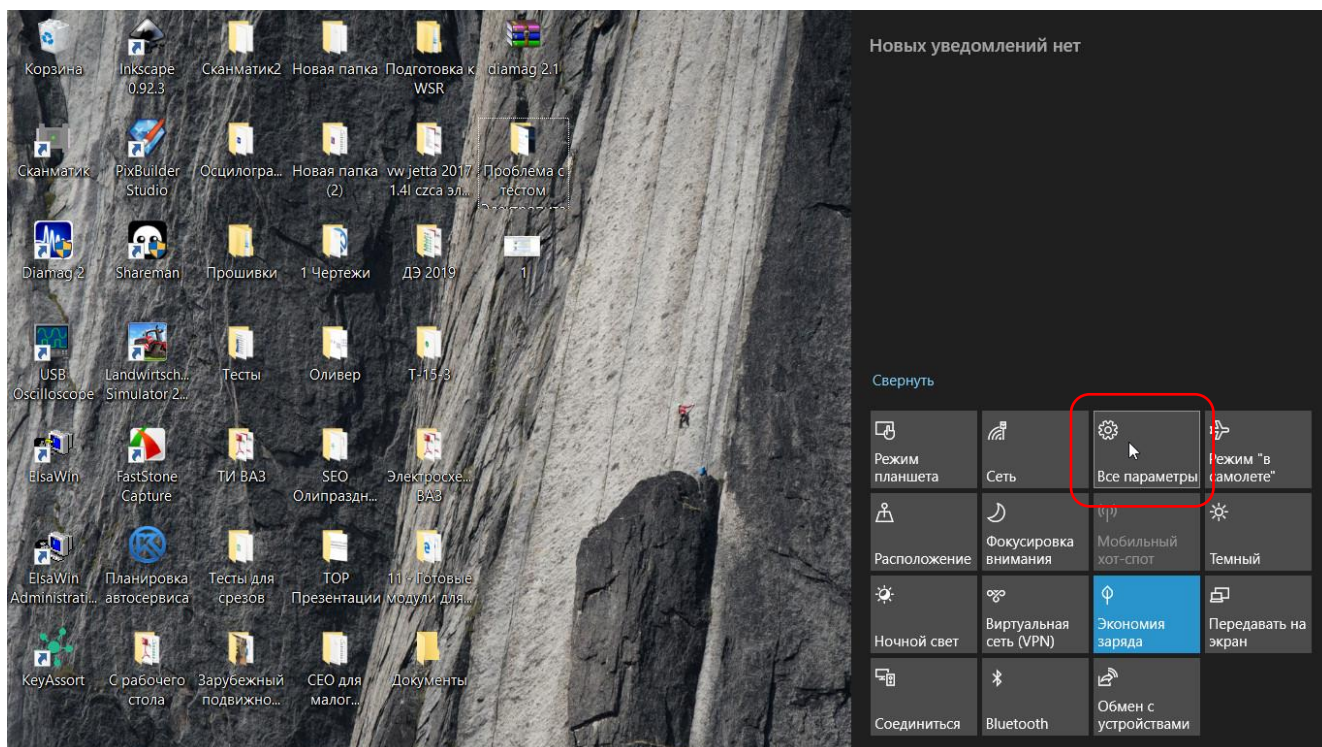 Корзина
Inkscape
0.92.3
Сканматик2
Новая папка
Подготовка к
WSR
diamag 2.1
Сканматик
PixBuilder
Studio
Осцилогра...
Новая папка
(2)
vw jetta 2017
1.4l czca эл...
Проблема с
тестом
Электропита
Diamag 2
Shareman
Прошивки
1 Чертежи
ДЭ 2019
1
USB
Oscilloscope
Landwirtsch...
Simulator 2...
Тесты
Оливер
Т-15-3
ElsaWin
FastStone
Capture
ТИ ВАЗ
SEO
Олипраздн...
Электросхе...
ВАЗ
ElsaWin
Administrati...
Планировка
автосервиса
Тесты для
срезов
TOP
Презентации
11 - Готовые
модули для...
KeyAssort
С рабочего
стола
Зарубежный
подвижно...
СЕО для
малог...
Документы
Новых уведомлений нет
Свернуть
Режим
планшета
Сеть
Все параметры
Режим "в
самолете"
Расположение
Фокусировка
внимания
Мобильный
хот-спот
Темный
Ночной свет
Виртуальная
сеть (VPN)
Экономия
заряда
Передавать на
экран
Соединиться
Bluetooth
Обмен с
устройствами